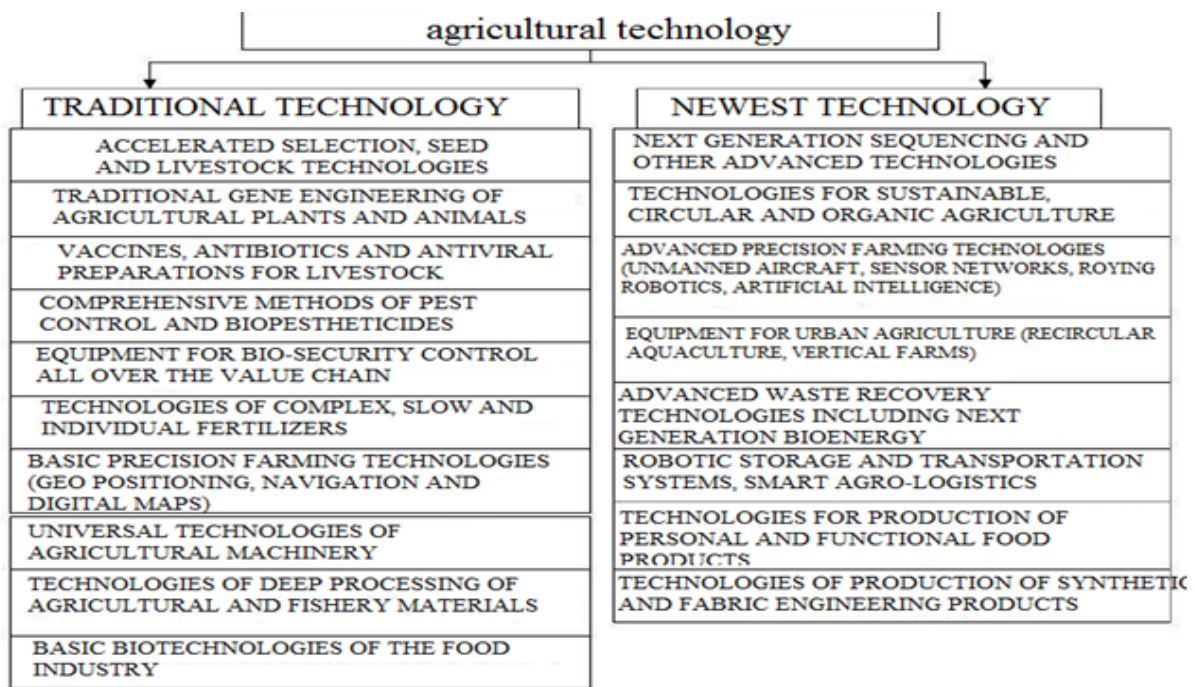 agricultural technology
TRADITIONAL TECHNOLOGY
ACCELERATED SELECTION, SEED
AND LIVESTOCK TECHNOLOGIES
TRADITIONAL GENE ENGINEERING OF
AGRICULTURAL PLANTS AND ANIMALS
VACCINES, ANTIBIOTICS AND ANTIVIRAL
PREPARATIONS FOR LIVESTOCK
COMPREHENSIVE METHODS OF PEST
CONTROL AND BIOPESTHETICIDES
EQUIPMENT FOR BIO-SECURITY CONTROL
ALL OVER THE VALUE CHAIN
TECHNOLOGIES OF COMPLEX, SLOW AND
INDIVIDUAL FERTILIZERS
BASIC PRECISION FARMING TECHNOLOGIES
(GEO POSITIONING, NAVIGATION AND
DIGITAL MAPS)
UNIVERSAL TECHNOLOGIES OF
AGRICULTURAL MACHINERY
TECHNOLOGIES OF DEEP PROCESSING OF
AGRICULTURAL AND FISHERY MATERIALS
BASIC BIOTECHNOLOGIES OF THE FOOD
INDUSTRY
NEWEST TECHNOLOGY
NEXT GENERATION SEQUENCING AND
OTHER ADVANCED TECHNOLOGIES
TECHNOLOGIES FOR SUSTAINABLE,
CIRCULAR AND ORGANIC AGRICULTURE
ADVANCED PRECISION FARMING TECHNOLOGIES
(UNMANNED AIRCRAFT, SENSOR NETWORKS, ROYING
ROBOTICS, ARTIFICIAL INTELLIGENCE)
EQUIPMENT FOR URBAN AGRICULTURE (RECIRCULAR
AQUACULTURE, VERTICAL FARMS)
ADVANCED WASTE RECOVERY
TECHNOLOGIES INCLUDING NEXT
GENERATION BIOENERGY
ROBOTIC STORAGE AND TRANSPORTATION
SYSTEMS, SMART AGRO-LOGISTICS
TECHNOLOGIES FOR PRODUCTION OF
PERSONAL AND FUNCTIONAL FOOD
PRODUCTS
TECHNOLOGIES OF PRODUCTION OF SYNTHETIC
AND FABRIC ENGINEERING PRODUCTS